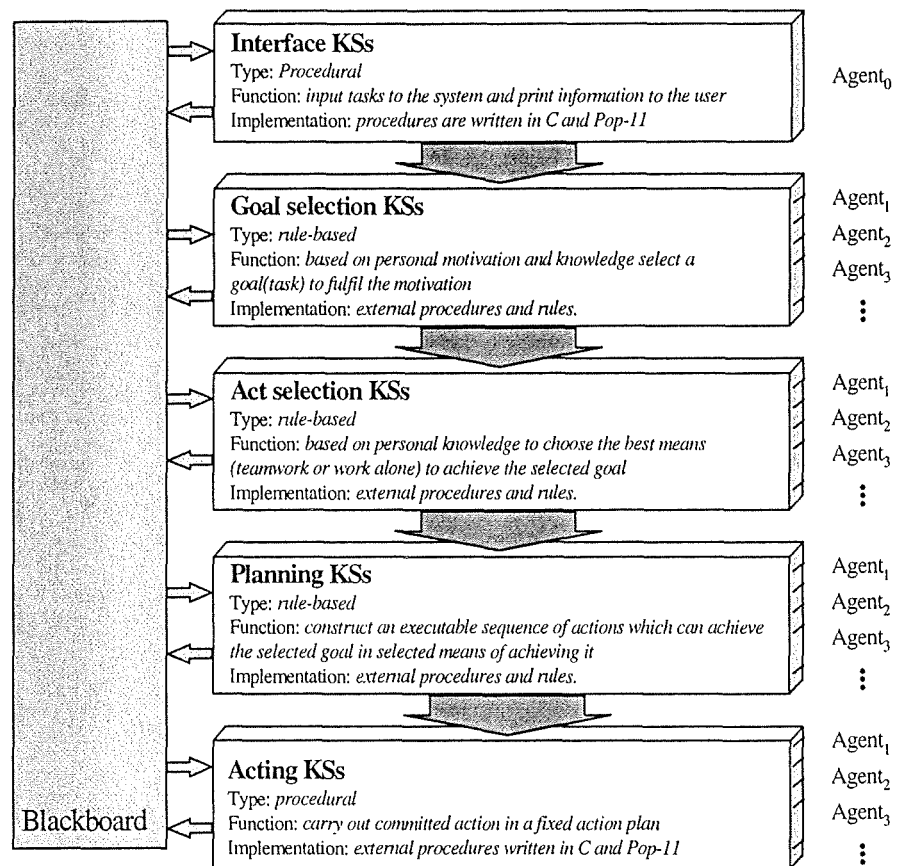 Interface KSs
Type: Procedural
Function: input tasks to the system and print information to the user
Implementation: procedures are written in C and Pop-11
Agent0
Goal selection KSs
Type: rule-based
Function: based on personal motivation and knowledge select a
goal(task) to fulfil the motivation
Implementation: external procedures and rules.
Agent1
Agent2
Agent3
Act selection KSs
Type: rule-based
Function: based on personal knowledge to choose the best means
(teamwork or work alone) to achieve the selected goal
Implementation: external procedures and rules.
Agent1
Agent2
Agent3
Planning KSs
Type: rule-based
Function: construct an executable sequence of actions which can achieve
the selected goal in selected means of achieving it
Implementation: external procedures and rules.
Agent1
Agent2
Agent3
Acting KSs
Type: procedural
Function: carry out committed action in a fixed action plan
Implementation: external procedures written in C and Pop-11
Agent1
Agent2
Agent3
Blackboard